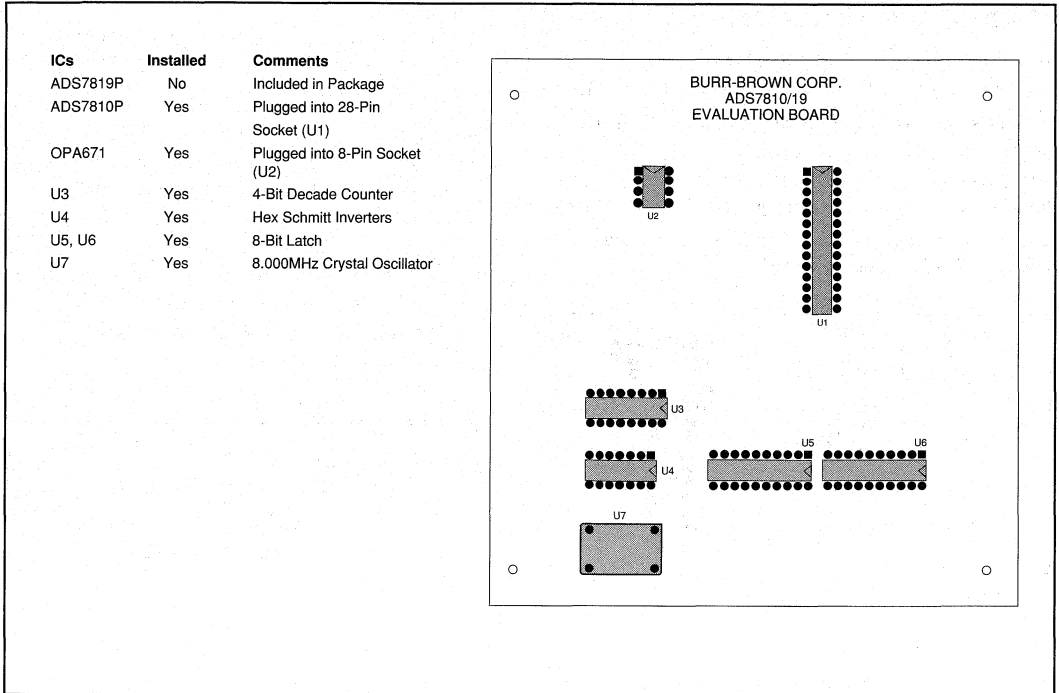 ICs Installed Comments
ADS7819P No Included in Package
ADS7810P Yes Plugged into 28-Pin
Socket (U1)
OPA671 Yes Plugged into 8-Pin Socket
(U2)
U3 Yes 4-Bit Decade Counter
U4 Yes Hex Schmitt Inverters
U5, U6 Yes 8-Bit Latch
U7 Yes 8.000MHz Crystal Oscillator
BURR-BROWN CORP.
ADS7810/19
EVALUATION BOARD
U2
U1
U3
U5 U6
U4
U7